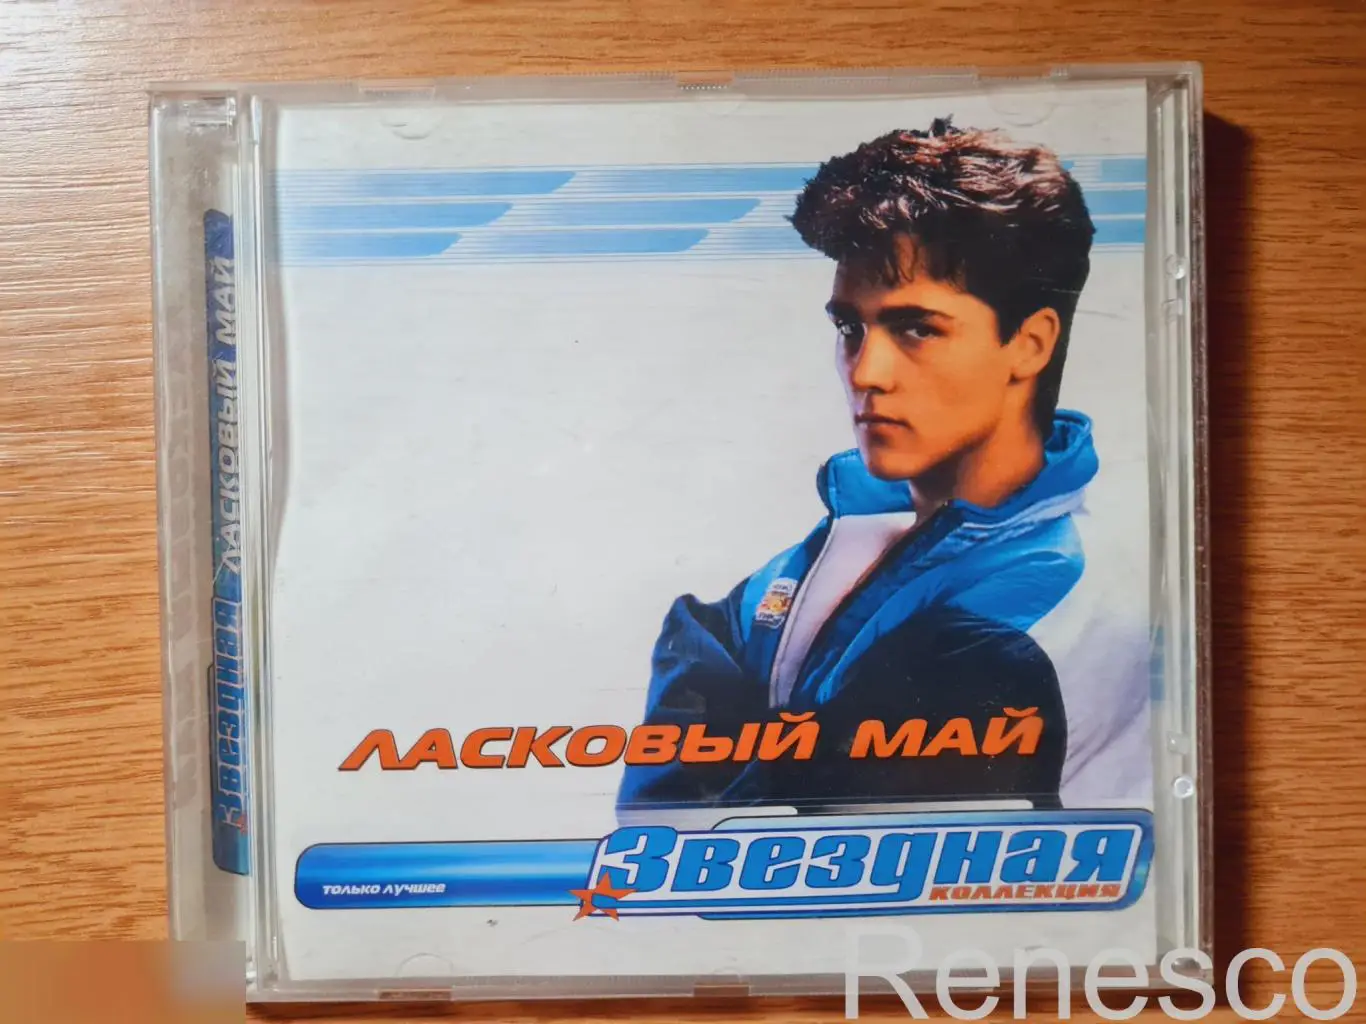 ЛАСКОВЫЙ МАЙ
только лучшее
Звездная
КОЛЛЕКЦИЯ
Звездная ЛАСКОВЫЙ МАЙ
Renesco